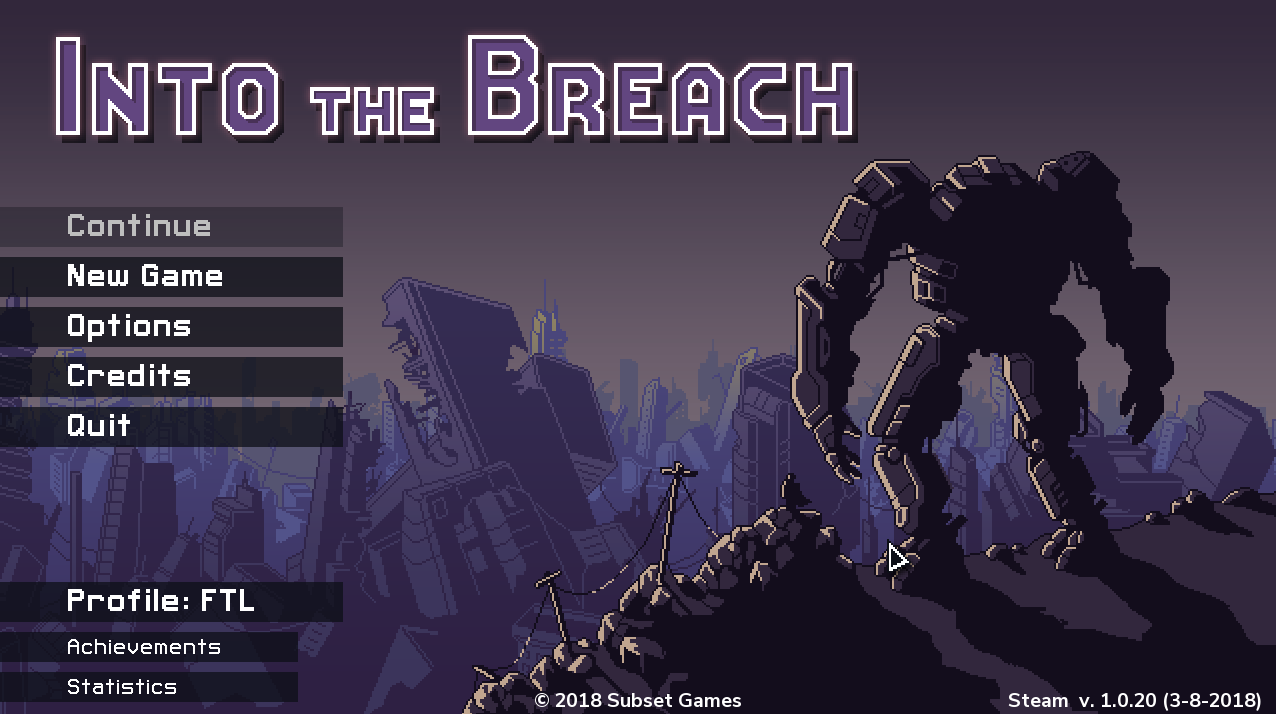 Into the Breach
Continue
New Game
Options
Credits
Quit
Profile: FTL
Achievements
Statistics
© 2018 Subset Games
Steam v. 1.0.20 (3-8-2018)